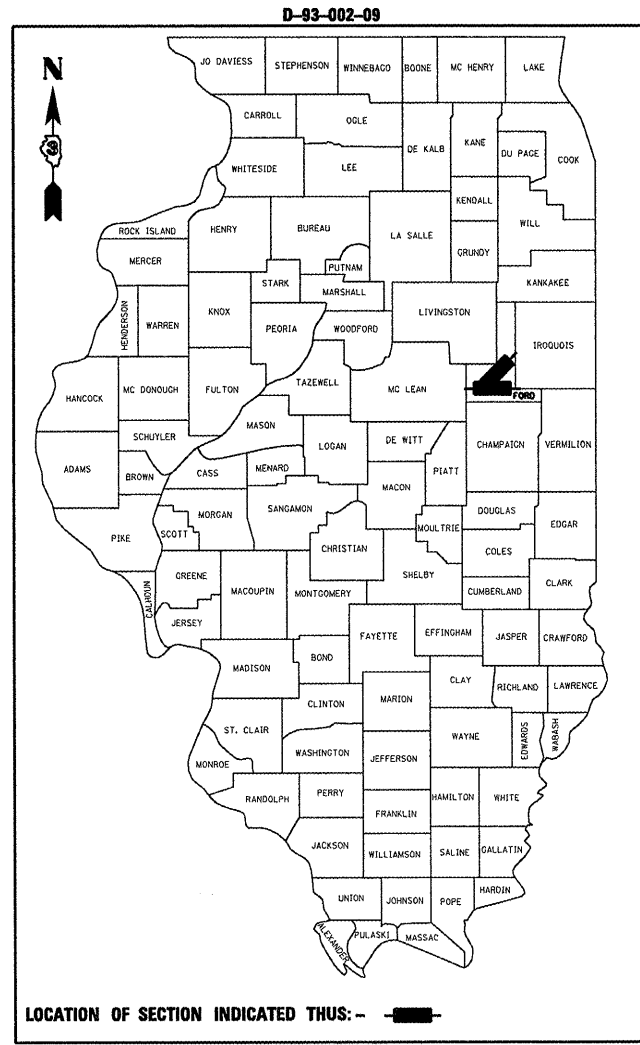 D-93-002-09
N
3
JO DAVIESS
STEPHENSON
WINNEBAGO
BOONE
MC HENRY
LAKE
CARROLL
OGLE
DE KALB
KANE
DU PAGE
COOK
WHITESIDE
LEE
KENDALL
WILL
ROCK ISLAND
HENRY
BUREAU
LA SALLE
GRUNDY
MERCER
PUTNAM
KANKAKEE
STARK
MARSHALL
HENDERSON
WARREN
KNOX
PEORIA
WOODFORD
LIVINGSTON
IROQUOIS
HANCOCK
MC DONOUGH
FULTON
TAZEWELL
MC LEAN
FORD
MASON
SCHUYLER
LOGAN
DE WITT
CHAMPAIGN
VERMILION
ADAMS
BROWN
CASS
MENARD
PIATT
MACON
MORGAN
SANGAMON
DOUGLAS
EDGAR
PIKE
SCOTT
CHRISTIAN
MOULTRIE
COLES
GREENE
MACOUPIN
MONTGOMERY
SHELBY
CUMBERLAND
CLARK
CALHOUN
JERSEY
FAYETTE
EFFINGHAM
JASPER
CRAWFORD
MADISON
BOND
CLAY
RICHLAND
LAWRENCE
CLINTON
MARION
ST. CLAIR
WAYNE
EDWARDS
WABASH
MONROE
WASHINGTON
JEFFERSON
RANDOLPH
PERRY
HAMILTON
WHITE
FRANKLIN
JACKSON
WILLIAMSON
SALINE
GALLATIN
UNION
JOHNSON
POPE
HARDIN
ALEXANDER
PULASKI
MASSAC
LOCATION OF SECTION INDICATED THUS: -